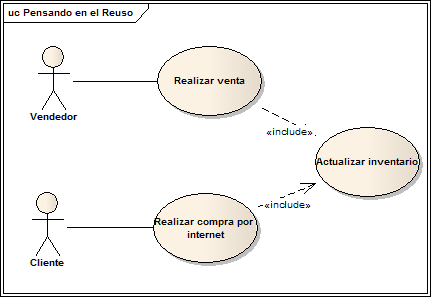 uc Pensando en el Reuso
Realizar venta
Vendedor
«include»
Actualizar inventario
«include»
Realizar compra por
internet
Cliente